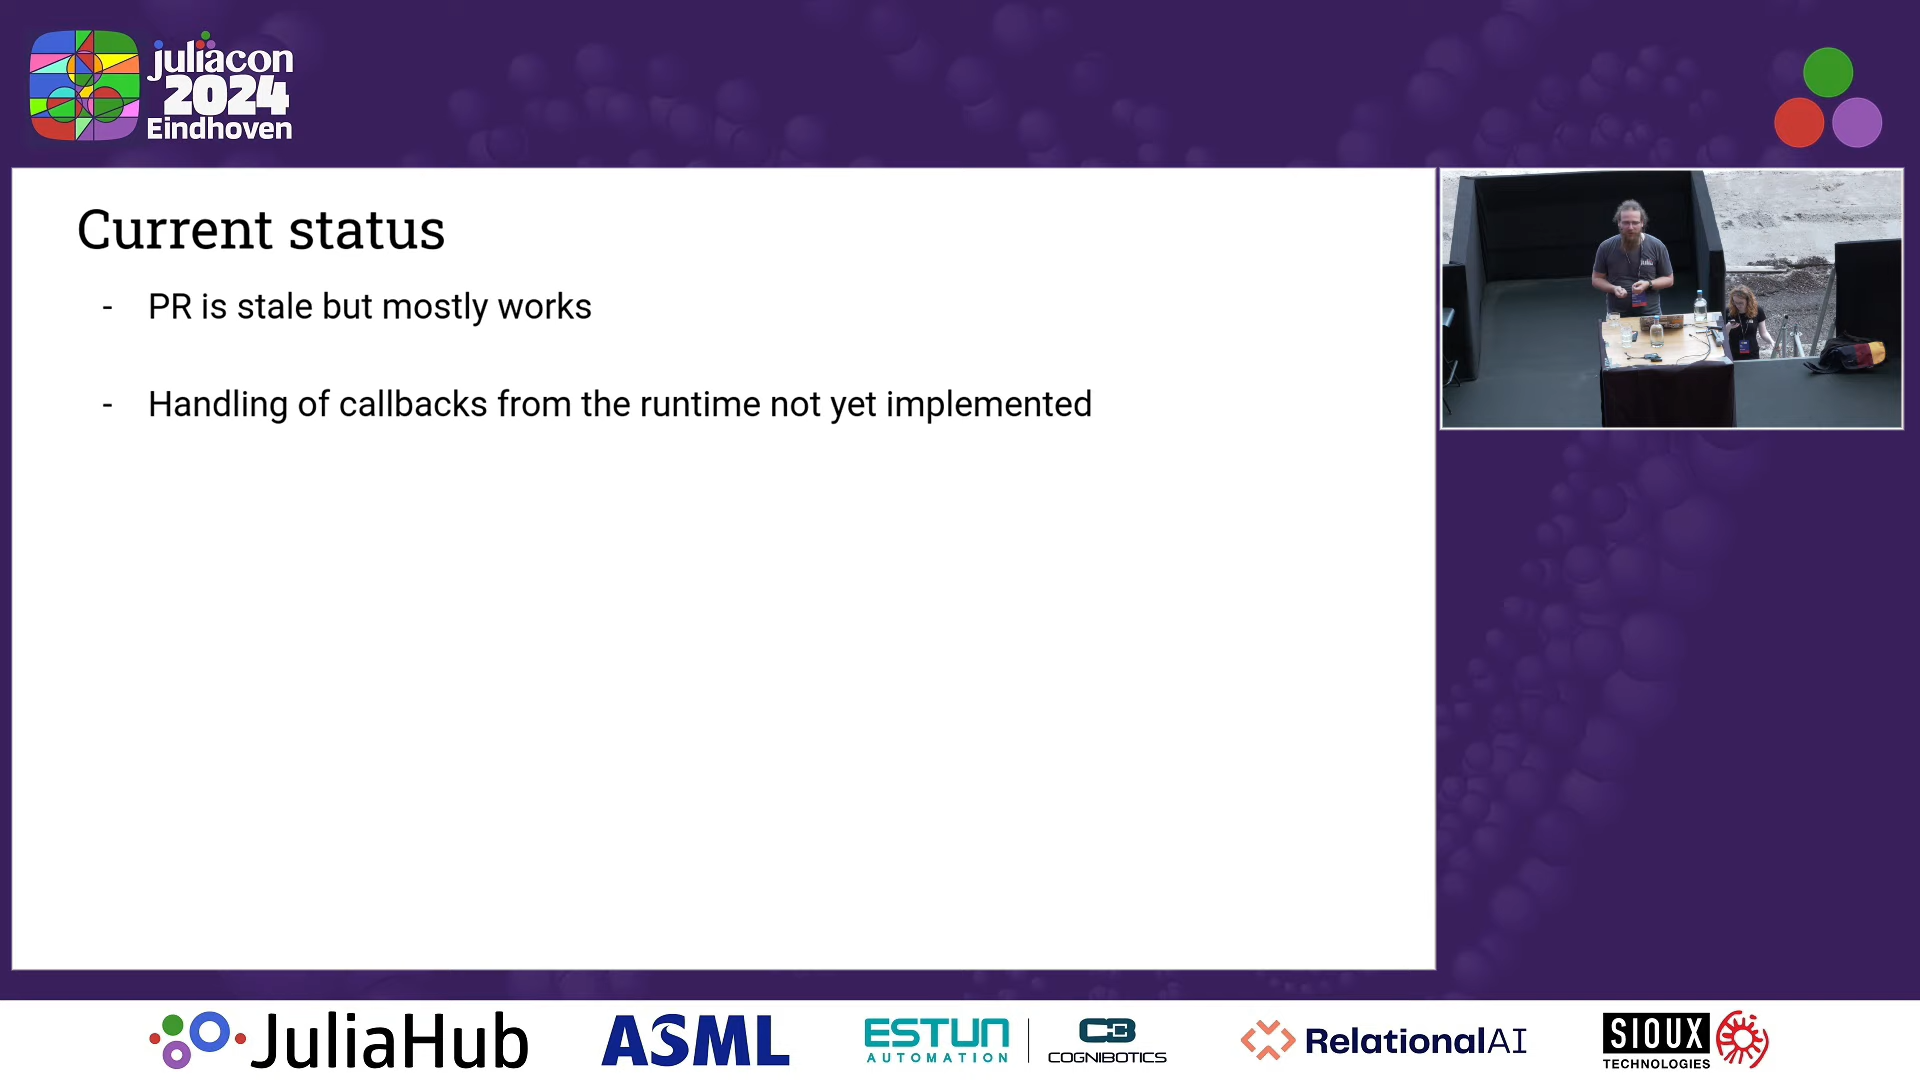 juliacon
2024
Eindhoven
Current status
- PR is stale but mostly works
- Handling of callbacks from the runtime not yet implemented
JuliaHub
ASML
ESTUN
AUTOMATION
COGNIBOTICS
RelationalAI
SIOUX
TECHNOLOGIES